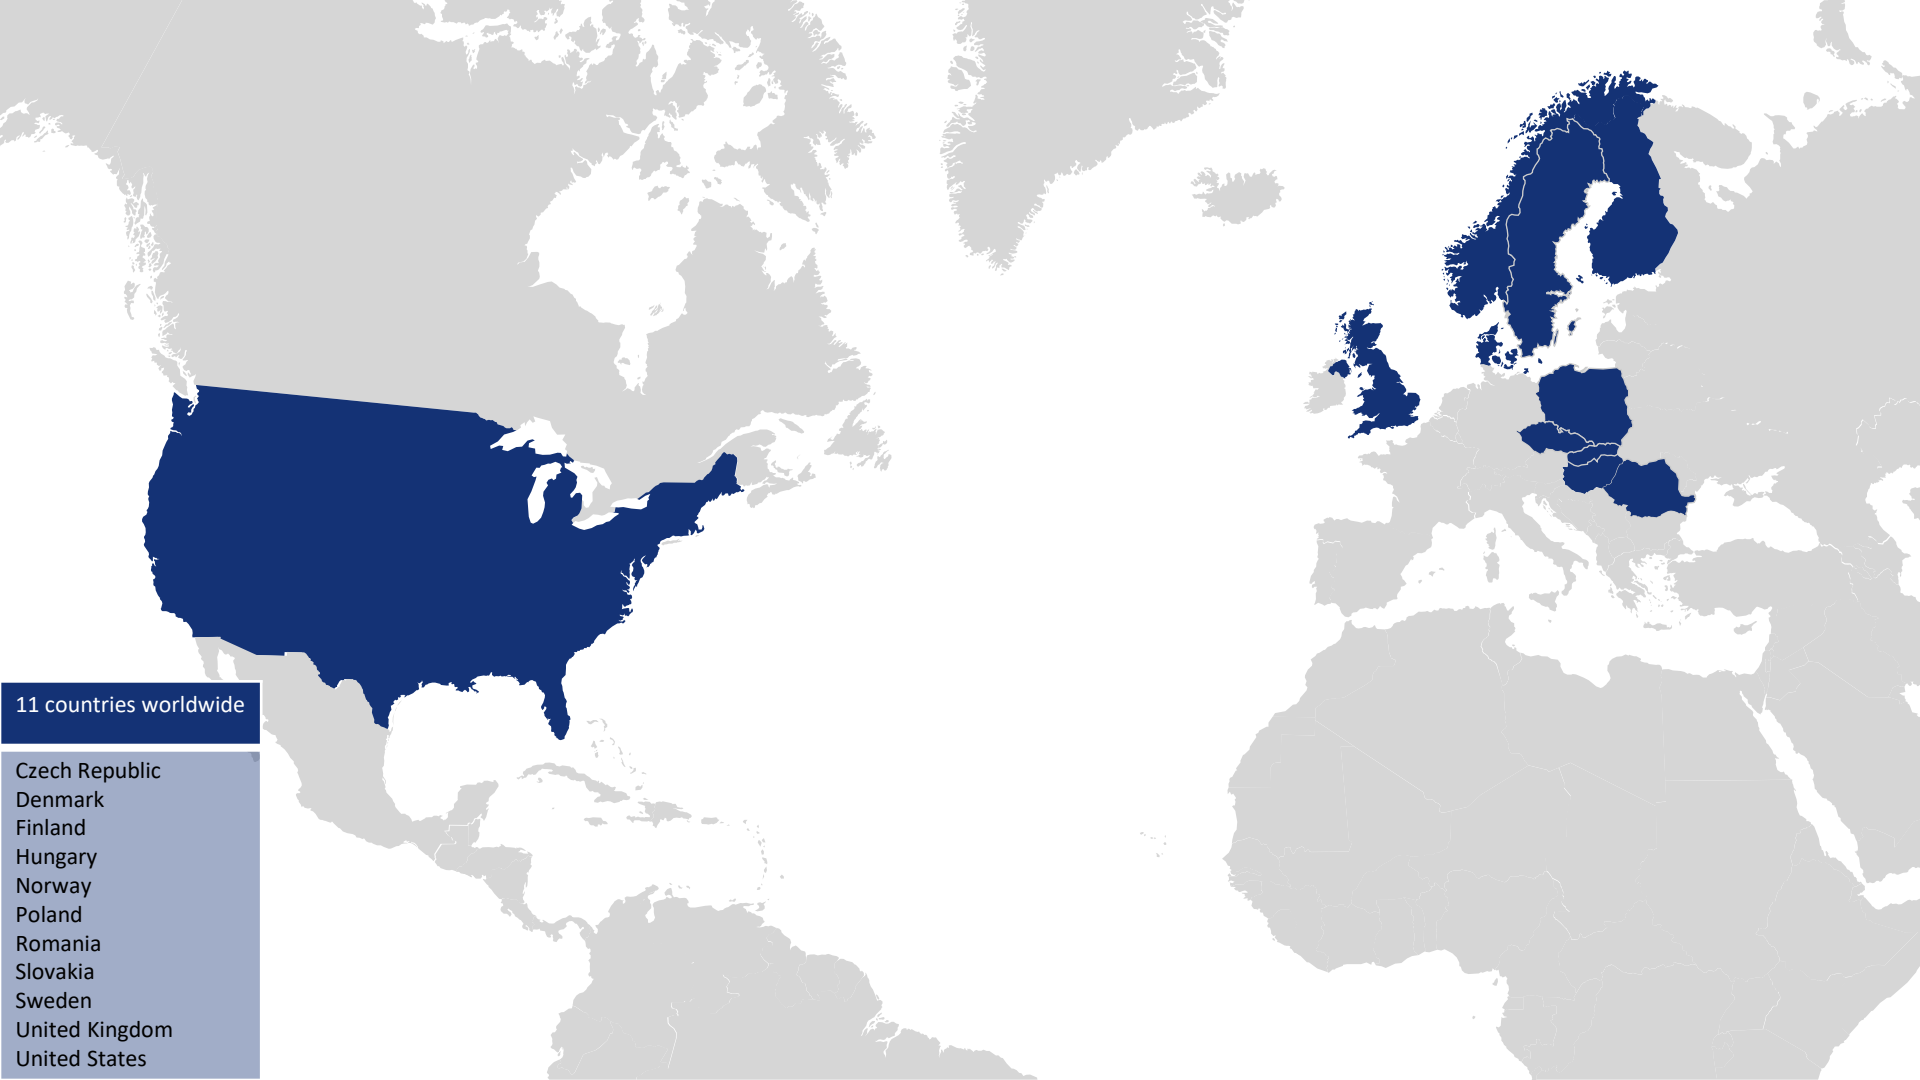 11 countries worldwide
Czech Republic
Denmark
Finland
Hungary
Norway
Poland
Romania
Slovakia
Sweden
United Kingdom
United States